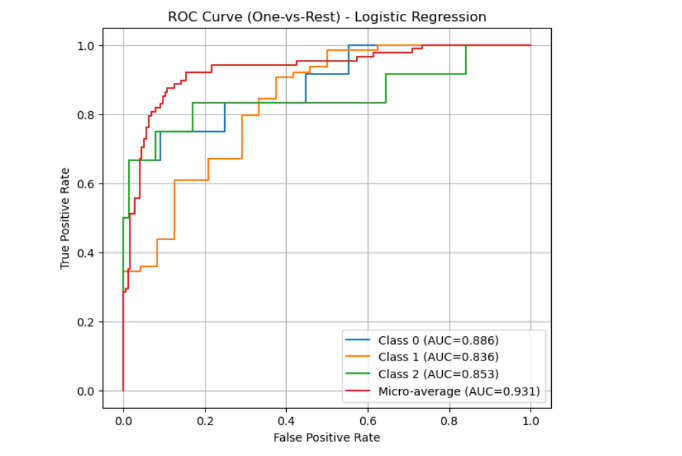 ROC Curve (One-vs-Rest) - Logistic Regression
1.0
0.8
0.6
0.4
0.2
0.0
True Positive Rate
Class 0 (AUC=0.886)
Class 1 (AUC=0.836)
Class 2 (AUC=0.853)
Micro-average (AUC=0.931)
0.0 0.2 0.4 0.6 0.8 1.0
False Positive Rate